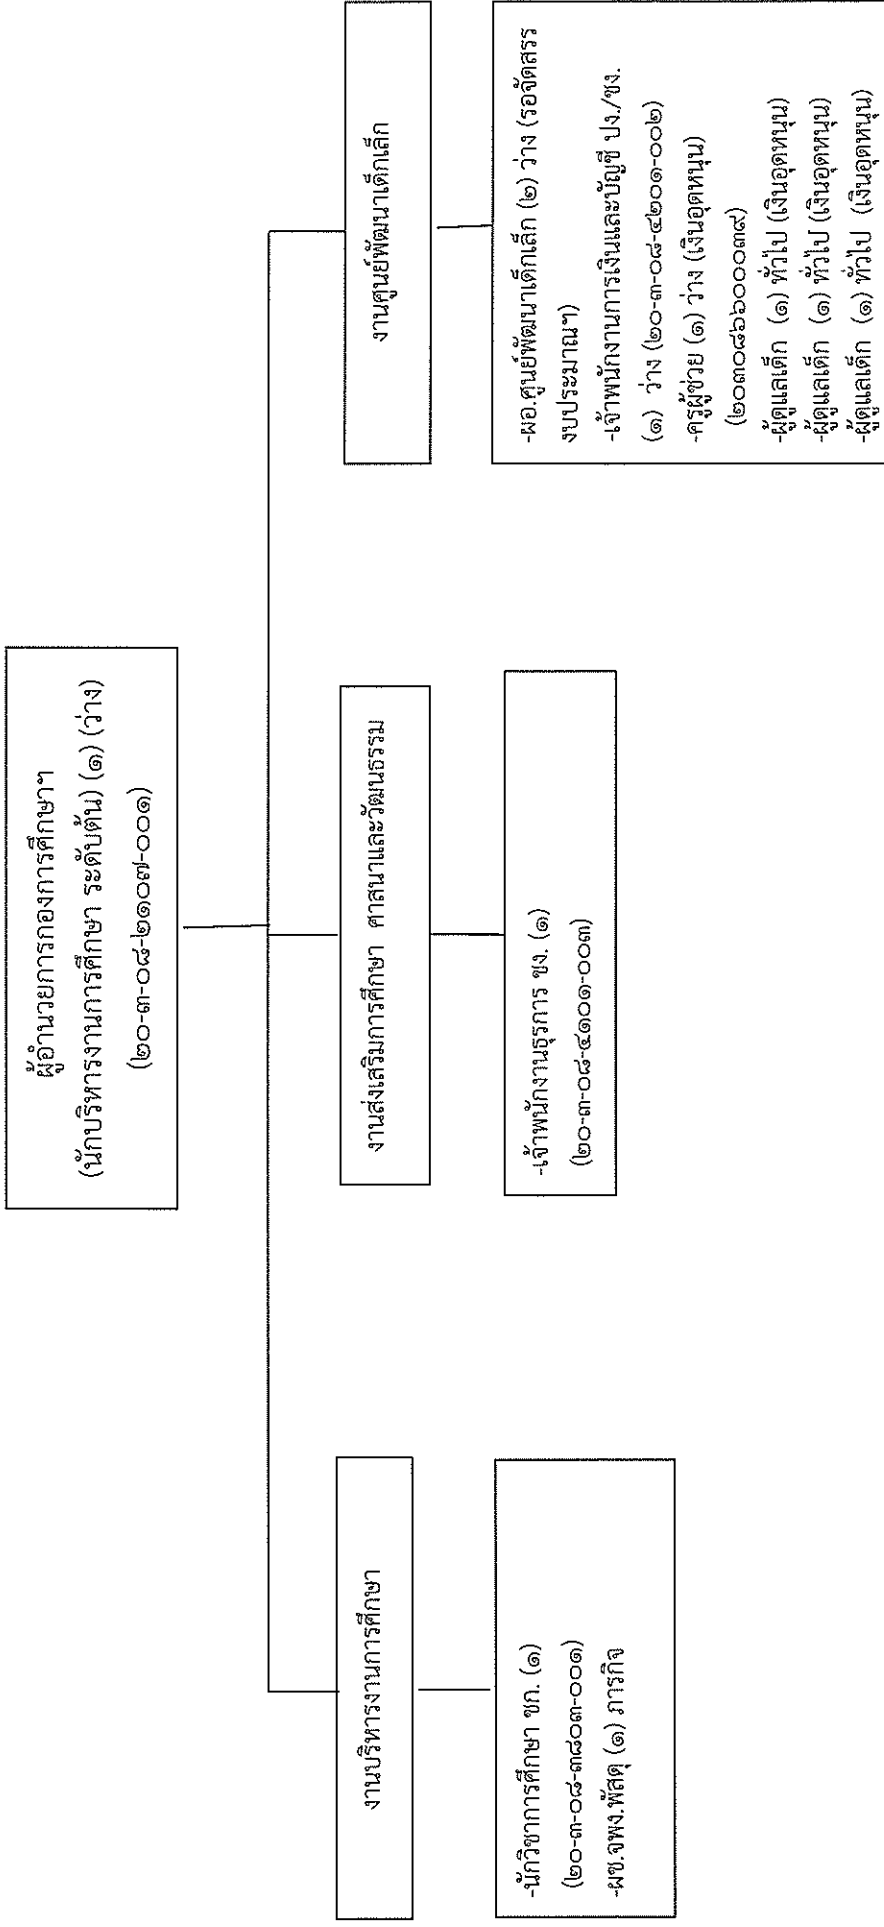 ผู้อำนวยการกองการศึกษาฯ
(นักบริหารงานการศึกษา ระดับต้น) (๑) (ว่าง)
(๒๐-๓-๐๘-๒๑๐๗-๐๐๑)
งานบริหารงานการศึกษา
-นักวิชาการศึกษา ชก. (๑)
(๒๐-๓-๐๘-๓๘๐๓-๐๐๑)
-ผช.จพง.พัสดุ (๑) ภารกิจ
งานส่งเสริมการศึกษา ศาสนาและวัฒนธรรม
-เจ้าพนักงานธุรการ ชง. (๑)
(๒๐-๓-๐๘-๔๑๐๑-๐๐๓)
งานศูนย์พัฒนาเด็กเล็ก
-ผอ.ศูนย์พัฒนาเด็กเล็ก (๒) ว่าง (รอจัดสรร
งบประมาณฯ)
-เจ้าพนักงานการเงินและบัญชี ปง./ชง.
(๑) ว่าง (๒๐-๓-๐๘-๔๒๐๑-๐๐๒)
-ครูผู้ช่วย (๑) ว่าง (เงินอุดหนุน)
(๒๐๓๐๘๖๖๐๐๐๓๙)
-ผู้ดูแลเด็ก (๑) ทั่วไป (เงินอุดหนุน)
-ผู้ดูแลเด็ก (๑) ทั่วไป (เงินอุดหนุน)
-ผู้ดูแลเด็ก (๑) ทั่วไป (เงินอุดหนุน)